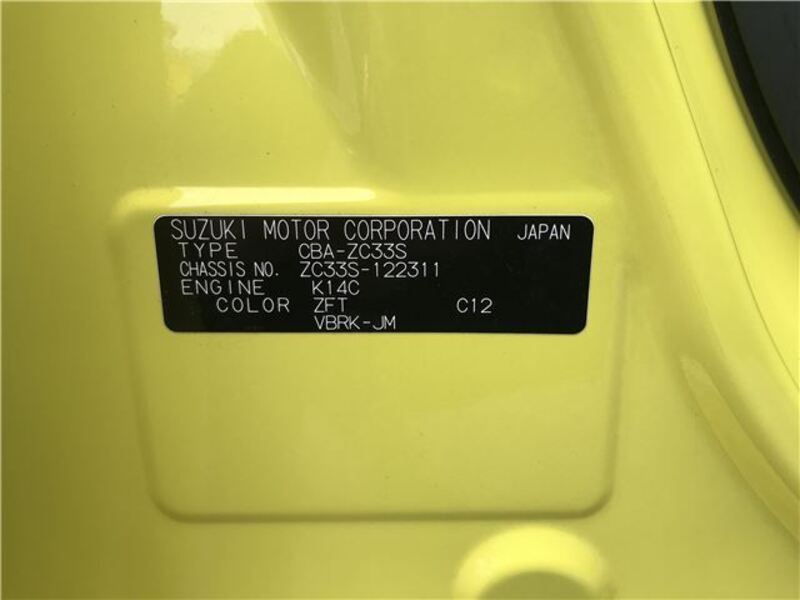 SUZUKI MOTOR CORPORATION JAPAN
TYPE CBA-ZC33S
CHASSIS NO. ZC33S-122311
ENGINE K14C
COLOR ZFT C12
VBRK-JM